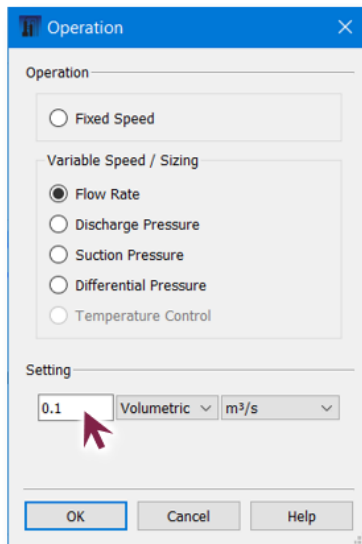 Operation
Operation
Fixed Speed
Variable Speed / Sizing
Flow Rate
Discharge Pressure
Suction Pressure
Differential Pressure
Temperature Control
Setting
0.1 Volumetric m³/s
OK Cancel Help